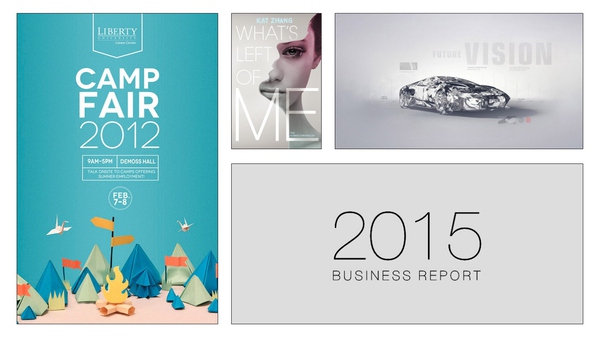 LIBERTY
CAMP
FAIR
2012
9AM-5PM DEMOSS HALL
TALK ONSITE TO CAMPS OFFERING
SUMMER EMPLOYMENT!
FEB.
7-8
KAT ZHANG
WHAT'S
LEFT
OF
ME
FUTURE VISION
2015
BUSINESS REPORT